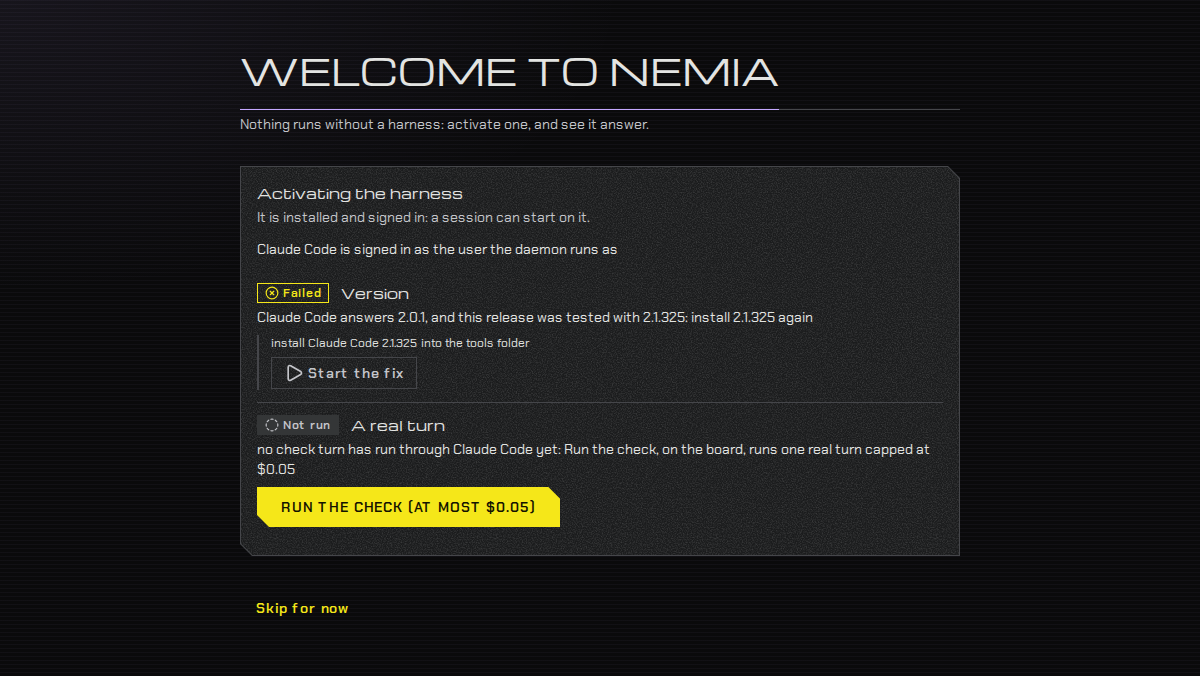 WELCOME TO NEMIA
Nothing runs without a harness: activate one, and see it answer.
Activating the harness
It is installed and signed in: a session can start on it.
Claude Code is signed in as the user the daemon runs as
Failed
Version
Claude Code answers 2.0.1, and this release was tested with 2.1.325: install 2.1.325 again
install Claude Code 2.1.325 into the tools folder
Start the fix
Not run
A real turn
no check turn has run through Claude Code yet: Run the check, on the board, runs one real turn capped at
$0.05
RUN THE CHECK (AT MOST $0.05)
Skip for now